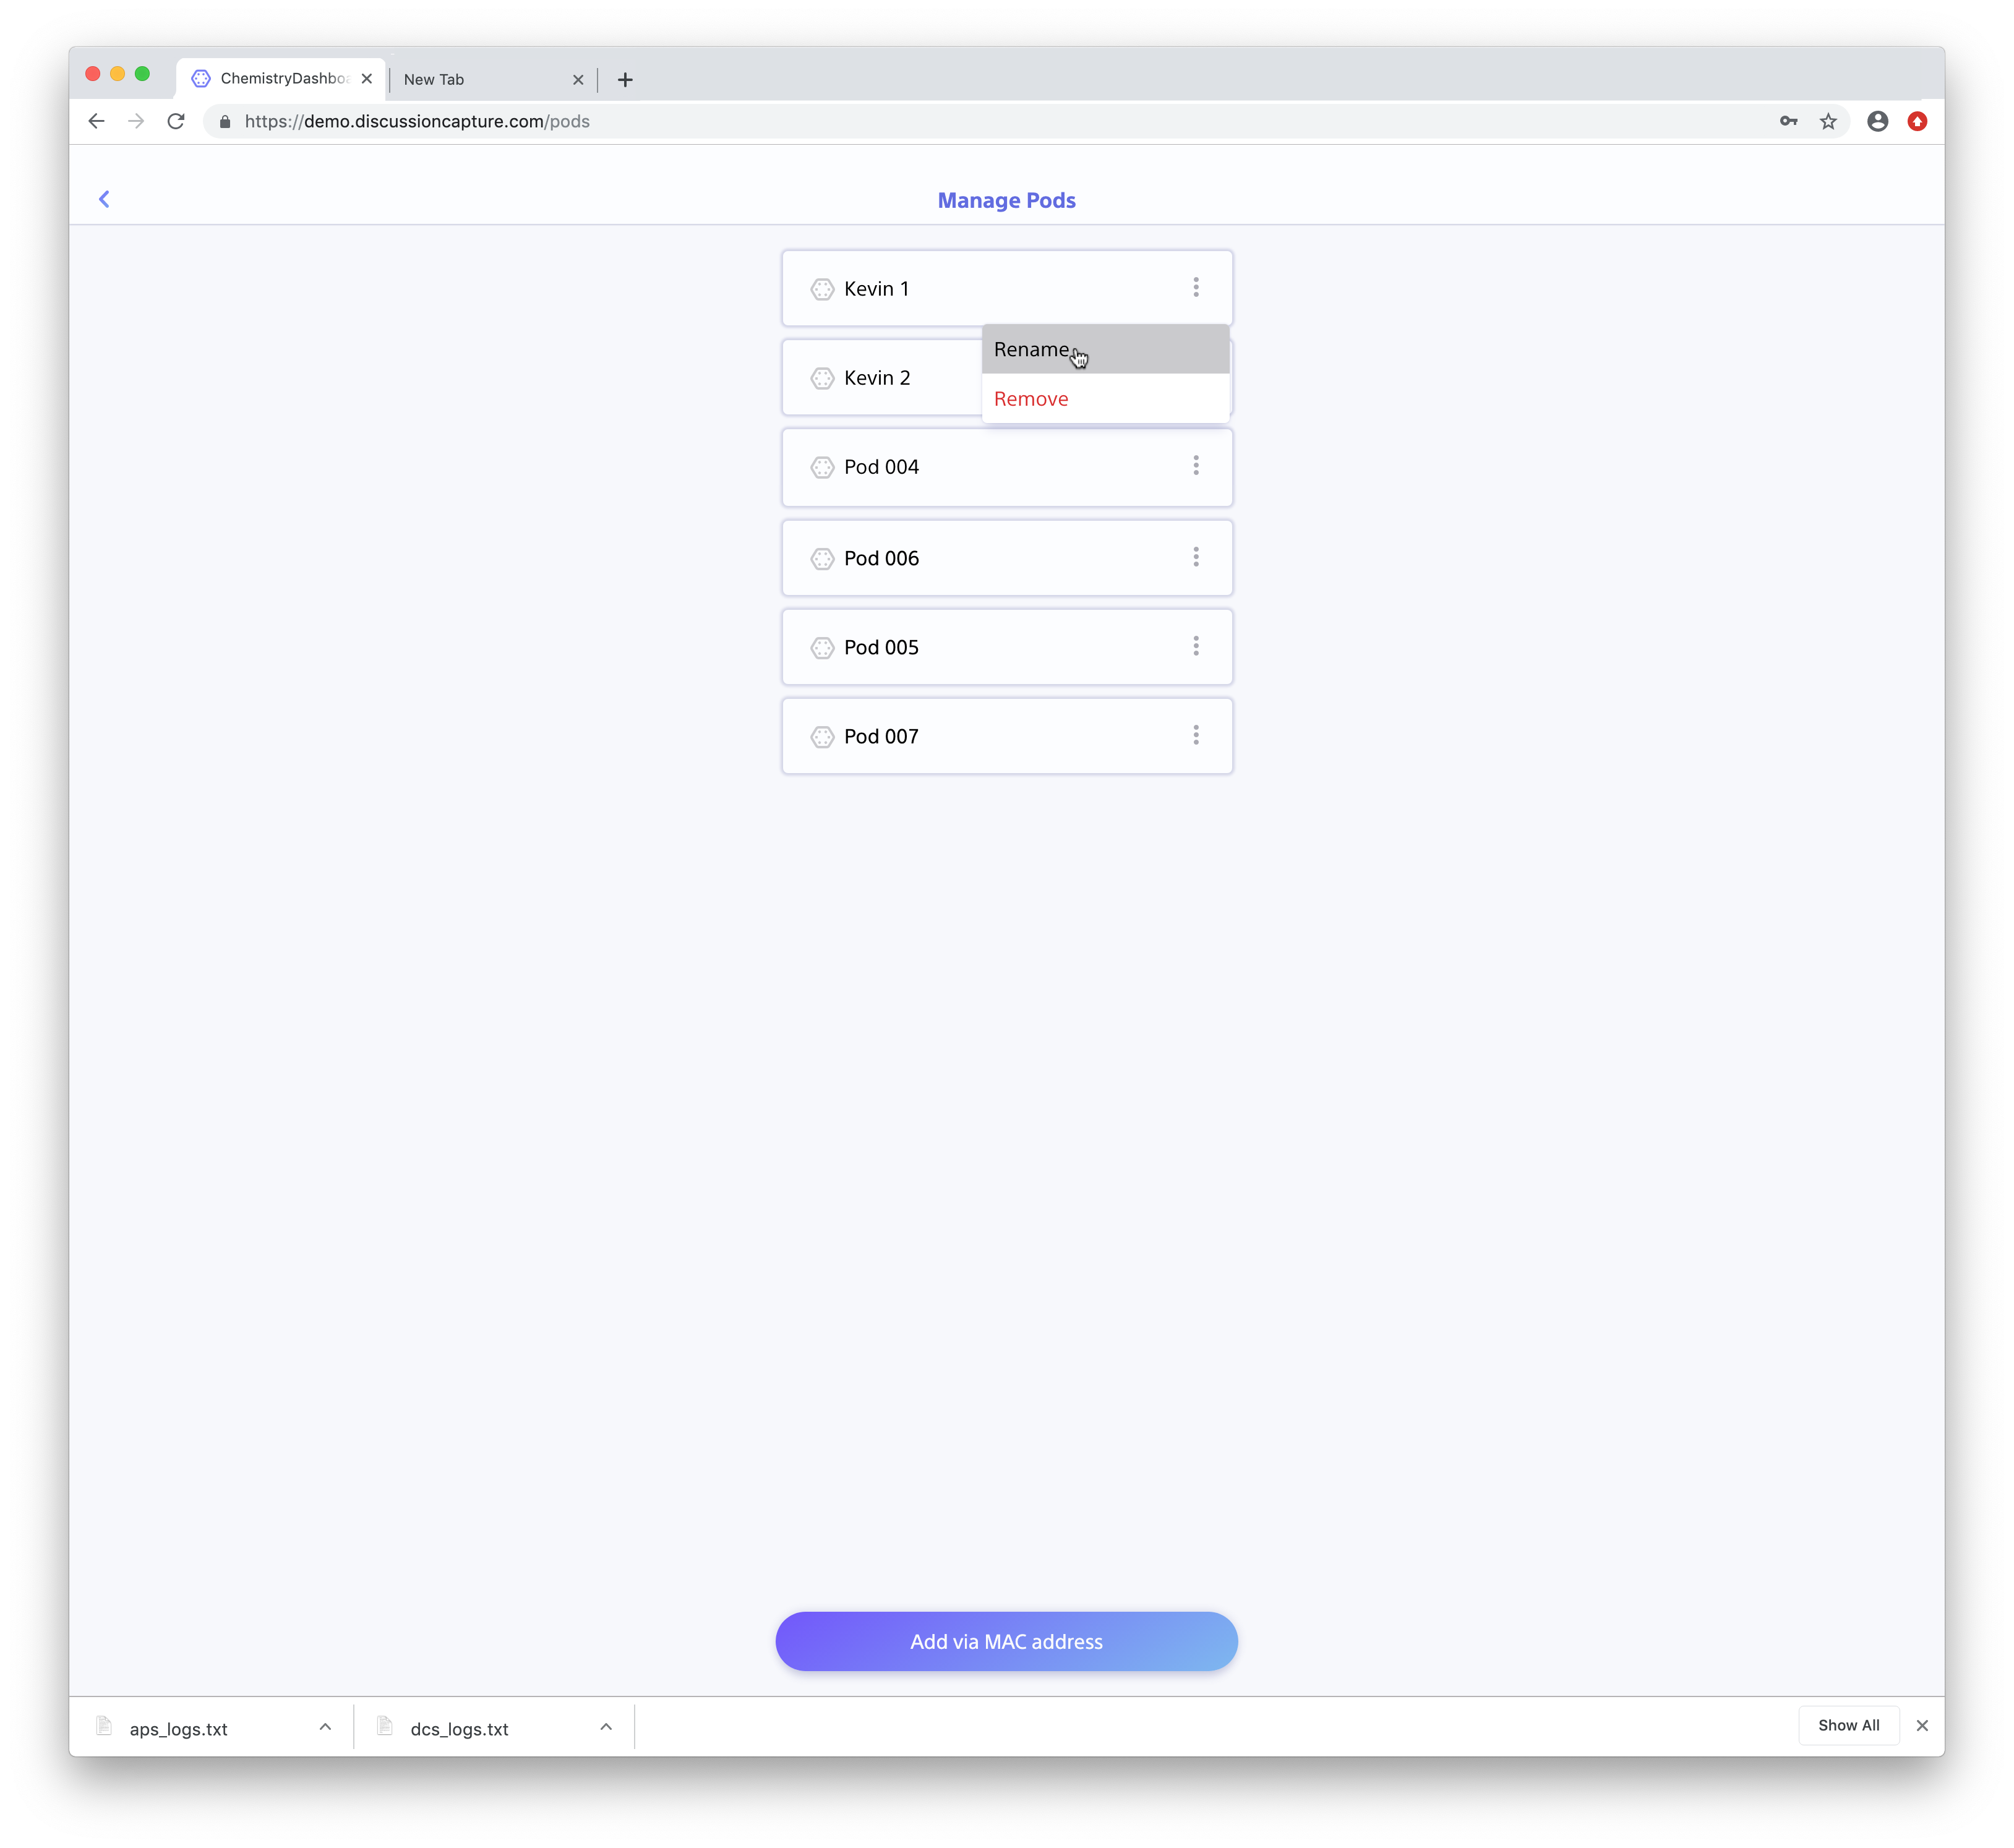 ChemistryDashboa
New Tab
https://demo.discussioncapture.com/pods
Manage Pods
Kevin 1
Rename
Kevin 2
Remove
Pod 004
Pod 006
Pod 005
Pod 007
Add via MAC address
aps_logs.txt
dcs_logs.txt
Show All